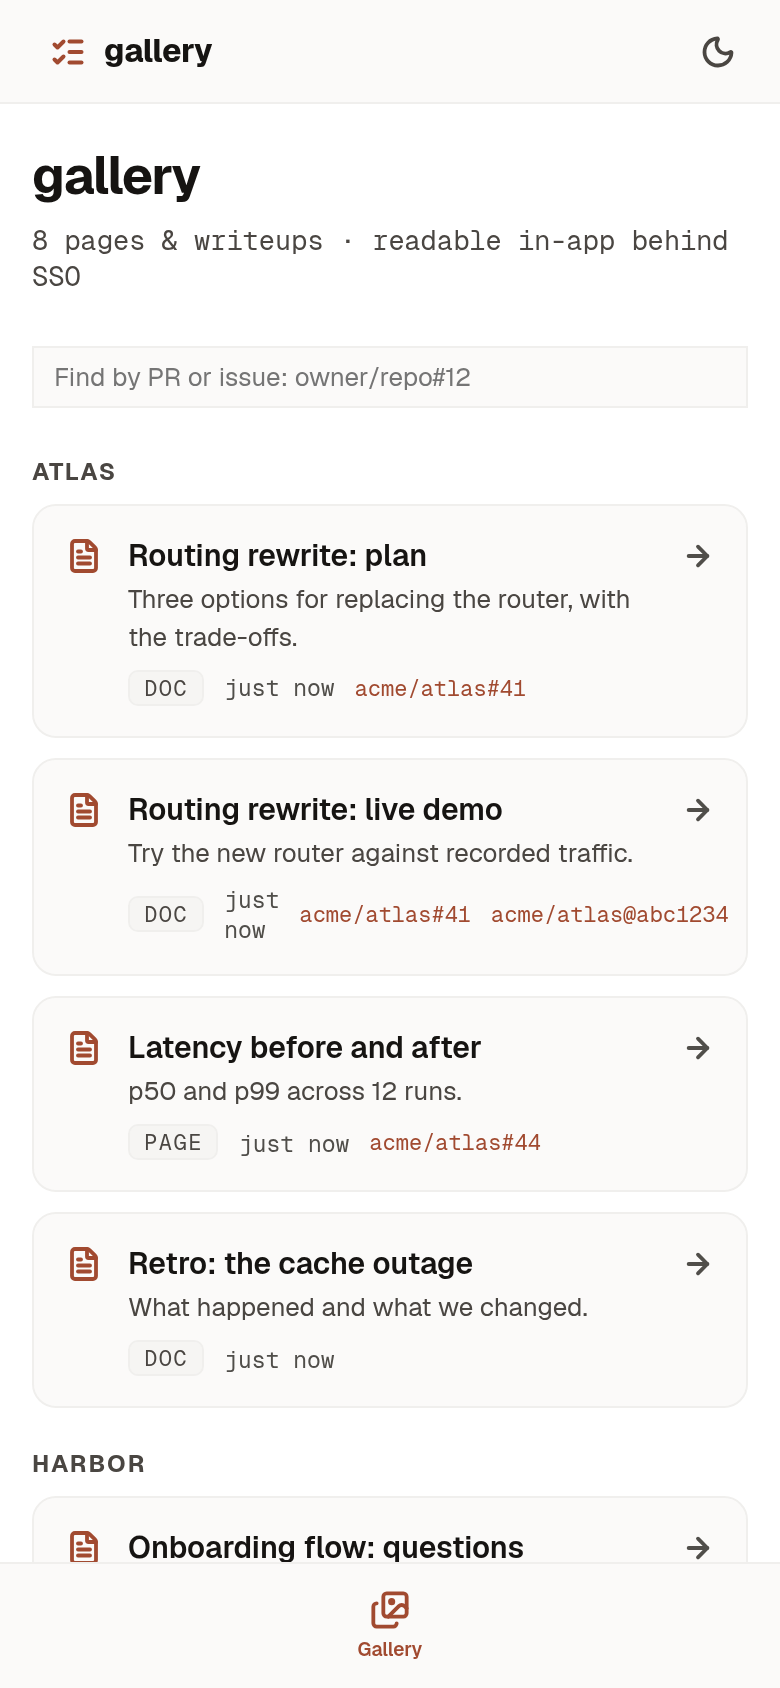 gallery
gallery
8 pages & writeups · readable in-app behind
SSO
Find by PR or issue: owner/repo#12
ATLAS
Routing rewrite: plan
Three options for replacing the router, with
the trade-offs.
DOC just now acme/atlas#41
Routing rewrite: live demo
Try the new router against recorded traffic.
DOC just now acme/atlas#41 acme/atlas@abc1234
Latency before and after
p50 and p99 across 12 runs.
PAGE just now acme/atlas#44
Retro: the cache outage
What happened and what we changed.
DOC just now
HARBOR
Onboarding flow: questions
Gallery